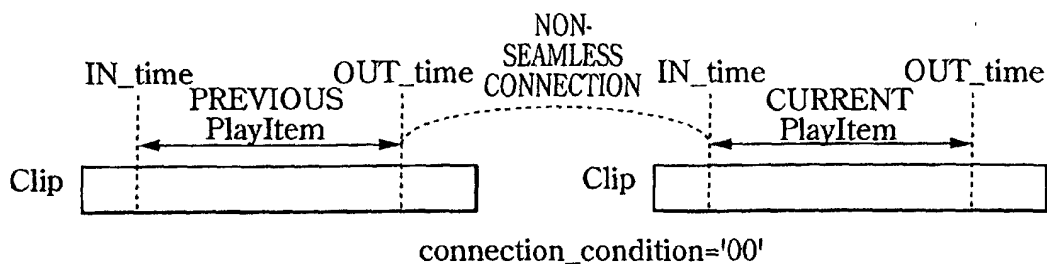 NON-
SEAMLESS
CONNECTION
IN_time
OUT_time
IN_time
OUT_time
PREVIOUS
PlayItem
CURRENT
PlayItem
Clip
Clip
connection_condition='00'